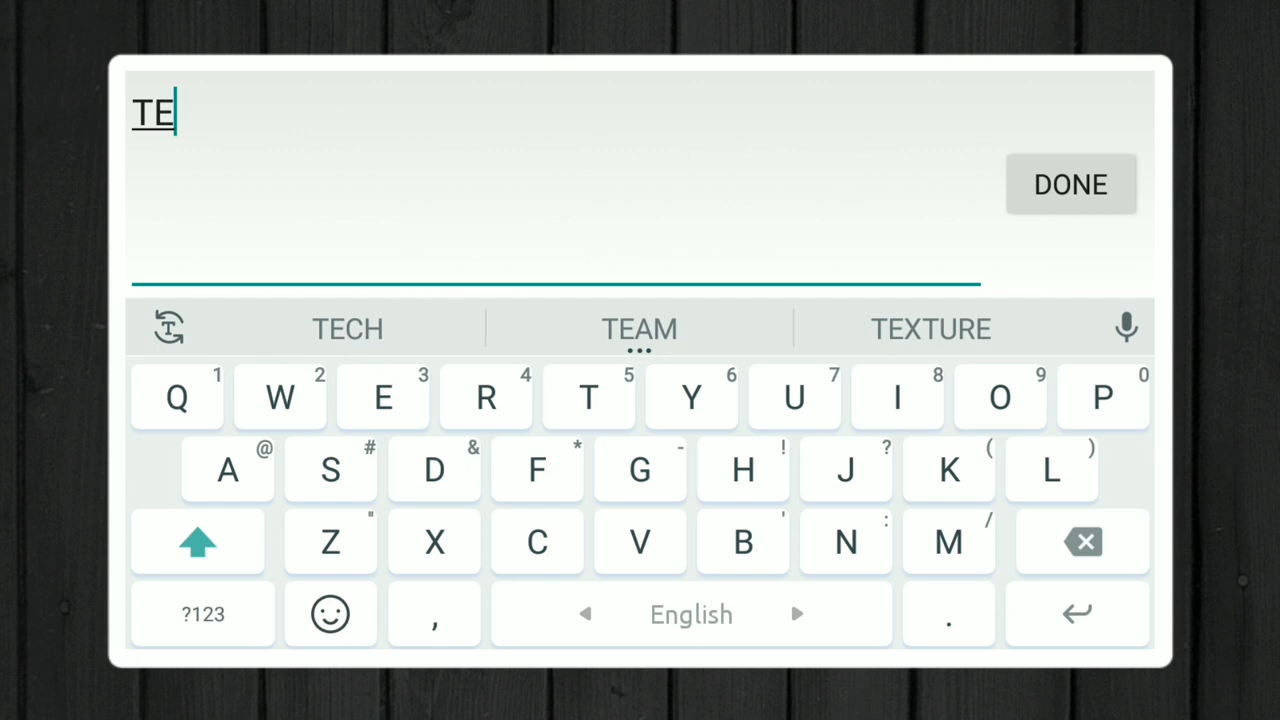 TE
DONE
TECH TEAM TEXTURE
Q 1 W 2 E 3 R 4 T 5 Y 6 U 7 I 8 O 9 P 0
A @ S # D & F * G - H ! J ? K ( L )
Z " X C V B ' N : M /
?123 , English .